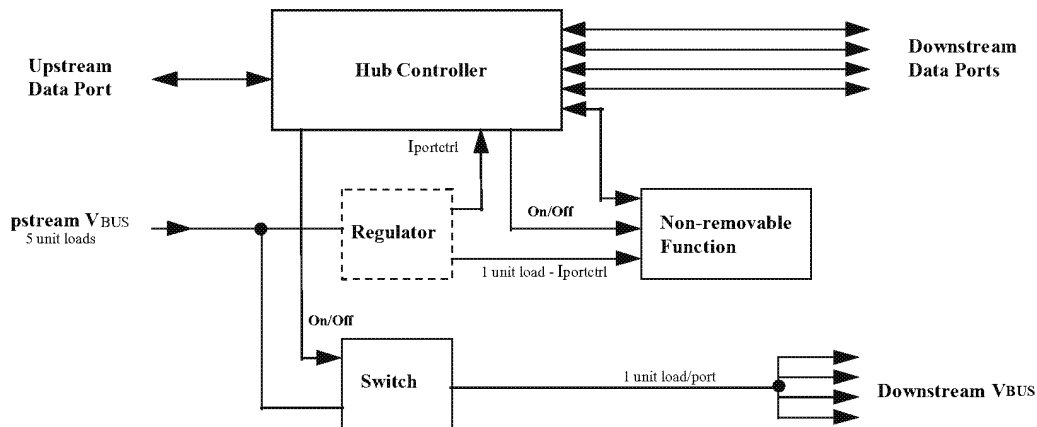 Hub Controller
Downstream
Data Ports
Upstream
Data Port
Iportctrl
pstream VBUS
5 unit loads
Regulator
On/Off
Non-removable
Function
1 unit load - Iportctrl
On/Off
Switch
1 unit load/port
Downstream VBUS